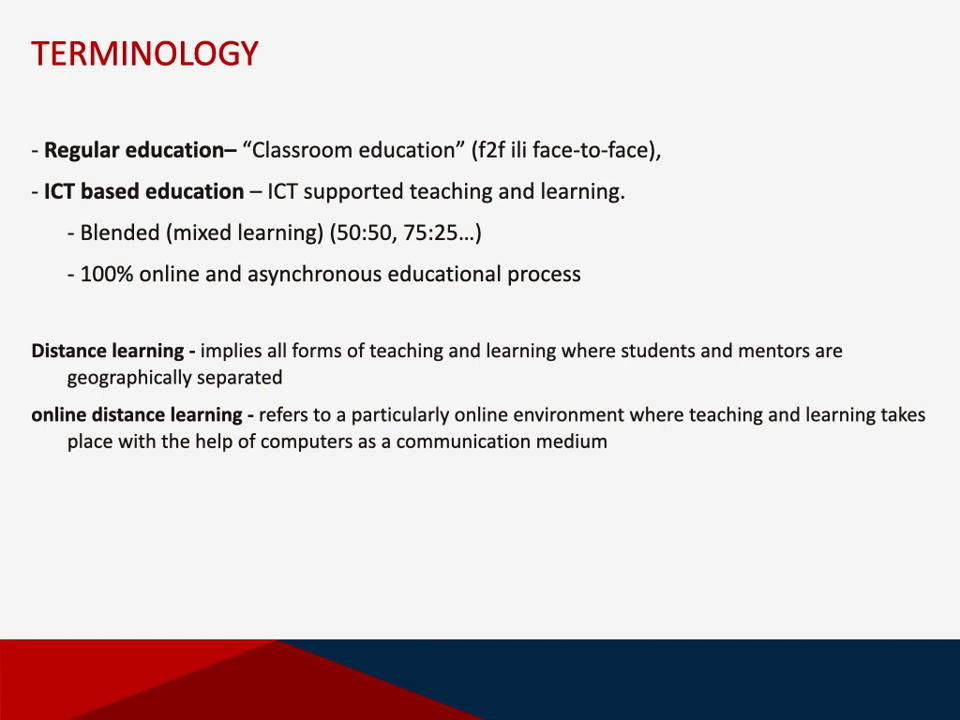 TERMINOLOGY
- Regular education– “Classroom education” (f2f ili face-to-face),
- ICT based education – ICT supported teaching and learning.
- Blended (mixed learning) (50:50, 75:25…)
- 100% online and asynchronous educational process
Distance learning - implies all forms of teaching and learning where students and mentors are
geographically separated
online distance learning - refers to a particularly online environment where teaching and learning takes
place with the help of computers as a communication medium